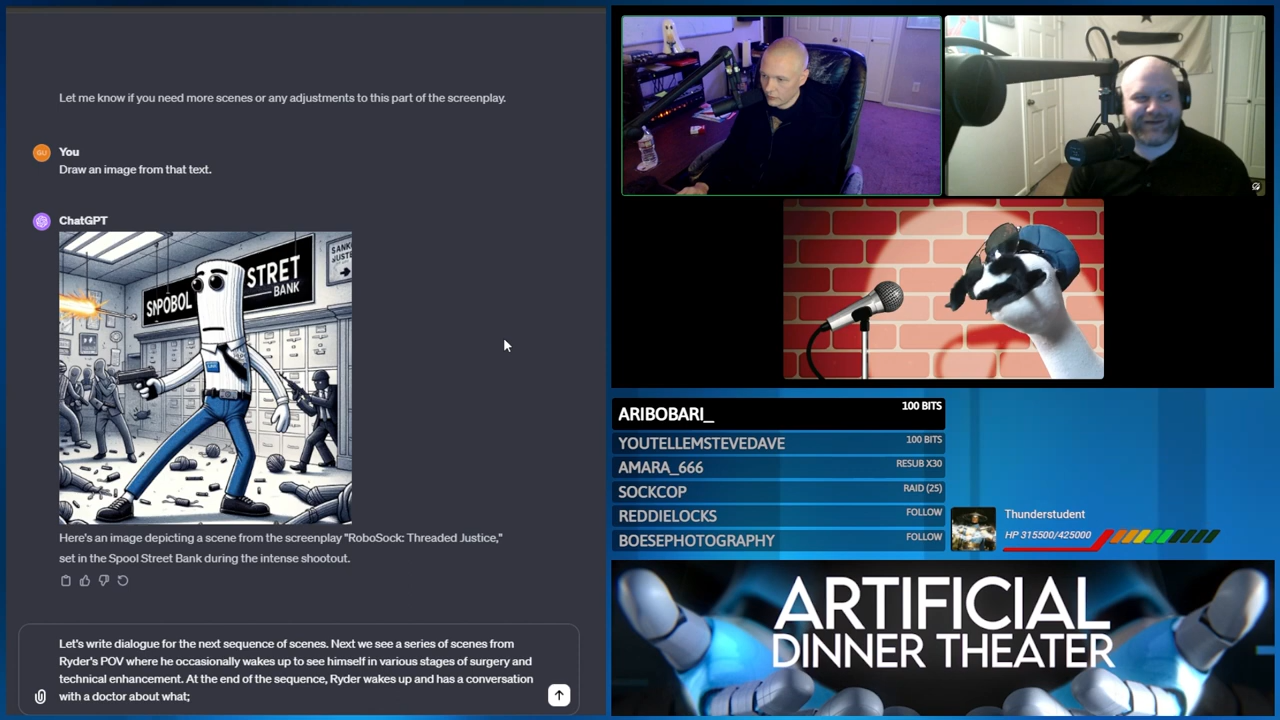 Let me know if you need more scenes or any adjustments to this part of the screenplay.
GU
You
Draw an image from that text.
ChatGPT
SNPOBOL STRET
BANK
SANK
Here's an image depicting a scene from the screenplay "RoboSock: Threaded Justice,"
set in the Spool Street Bank during the intense shootout.
Let's write dialogue for the next sequence of scenes. Next we see a series of scenes from
Ryder's POV where he occasionally wakes up to see himself in various stages of surgery and
technical enhancement. At the end of the sequence, Ryder wakes up and has a conversation
with a doctor about what;
ARIBOBARI_ 100 BITS
YOUTELLEMSTEVEDAVE 100 BITS
AMARA_666 RESUB X30
SOCKCOP RAID (25)
REDDIELOCKS FOLLOW
BOESEPHOTOGRAPHY FOLLOW
Thunderstudent
HP 315500/425000
ARTIFICIAL
DINNER THEATER